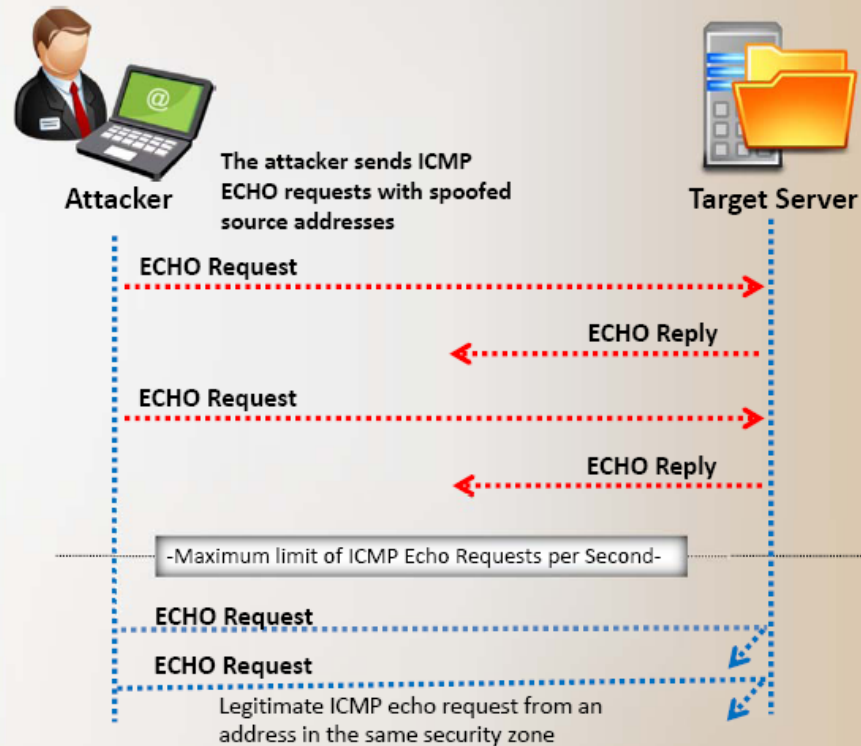 @
The attacker sends ICMP
ECHO requests with spoofed
source addresses
Attacker
Target Server
ECHO Request
ECHO Reply
ECHO Request
ECHO Reply
-Maximum limit of ICMP Echo Requests per Second-
ECHO Request
ECHO Request
Legitimate ICMP echo request from an
address in the same security zone